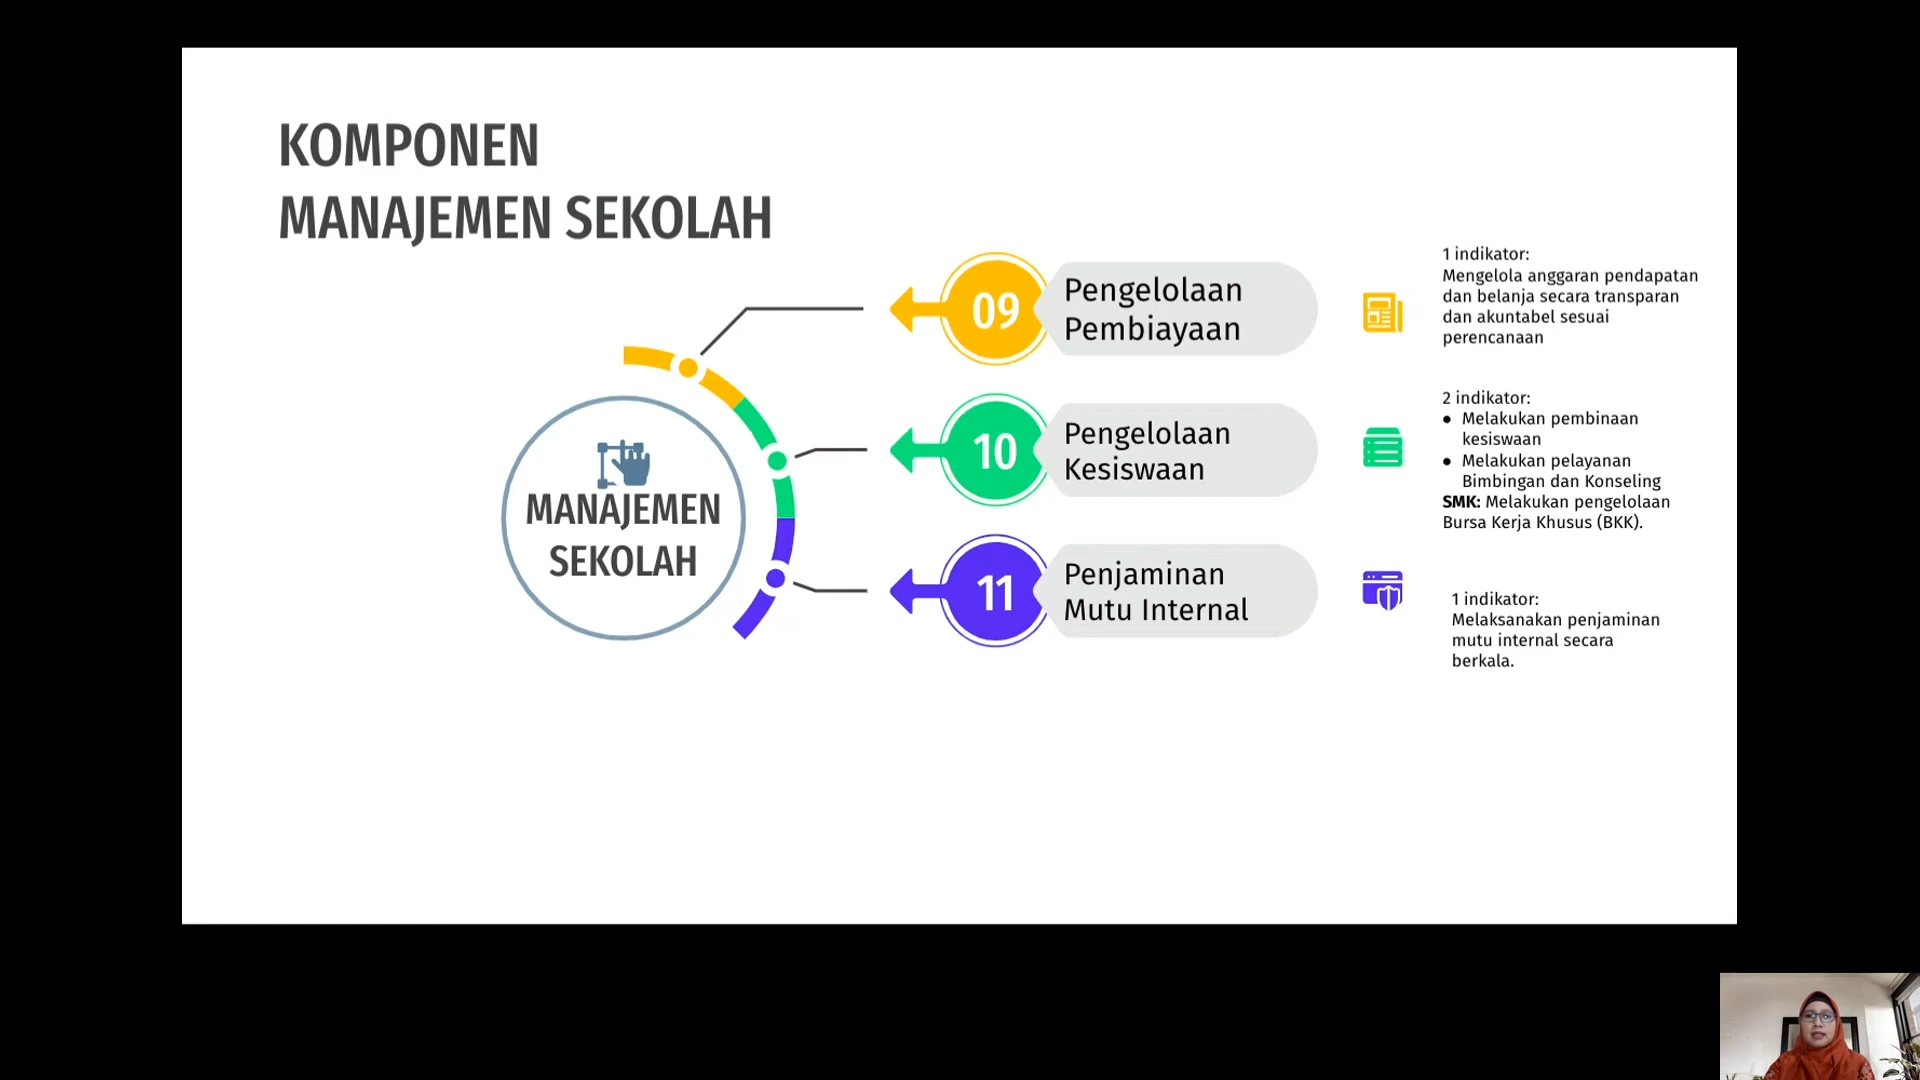 KOMPONEN
MANAJEMEN SEKOLAH
MANAJEMEN
SEKOLAH
09
Pengelolaan
Pembiayaan
1 indikator:
Mengelola anggaran pendapatan
dan belanja secara transparan
dan akuntabel sesuai
perencanaan
10
Pengelolaan
Kesiswaan
2 indikator:
● Melakukan pembinaan
kesiswaan
● Melakukan pelayanan
Bimbingan dan Konseling
SMK: Melakukan pengelolaan
Bursa Kerja Khusus (BKK).
11
Penjaminan
Mutu Internal
1 indikator:
Melaksanakan penjaminan
mutu internal secara
berkala.